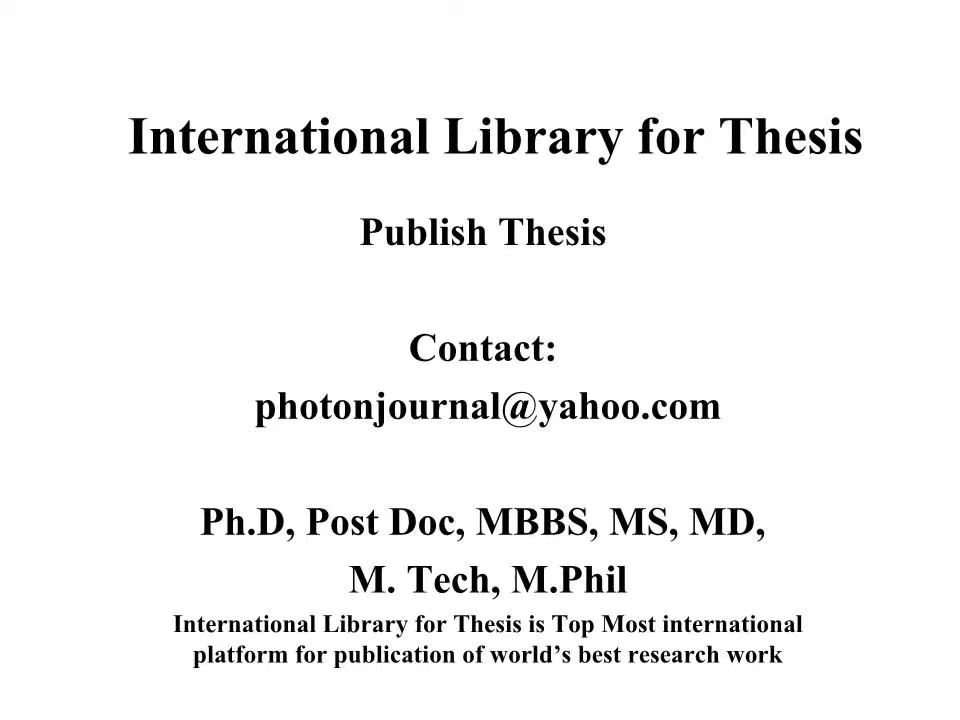 International Library for Thesis
Publish Thesis
Contact:
photonjournal@yahoo.com
Ph.D, Post Doc, MBBS, MS, MD,
M. Tech, M.Phil
International Library for Thesis is Top Most international
platform for publication of world’s best research work